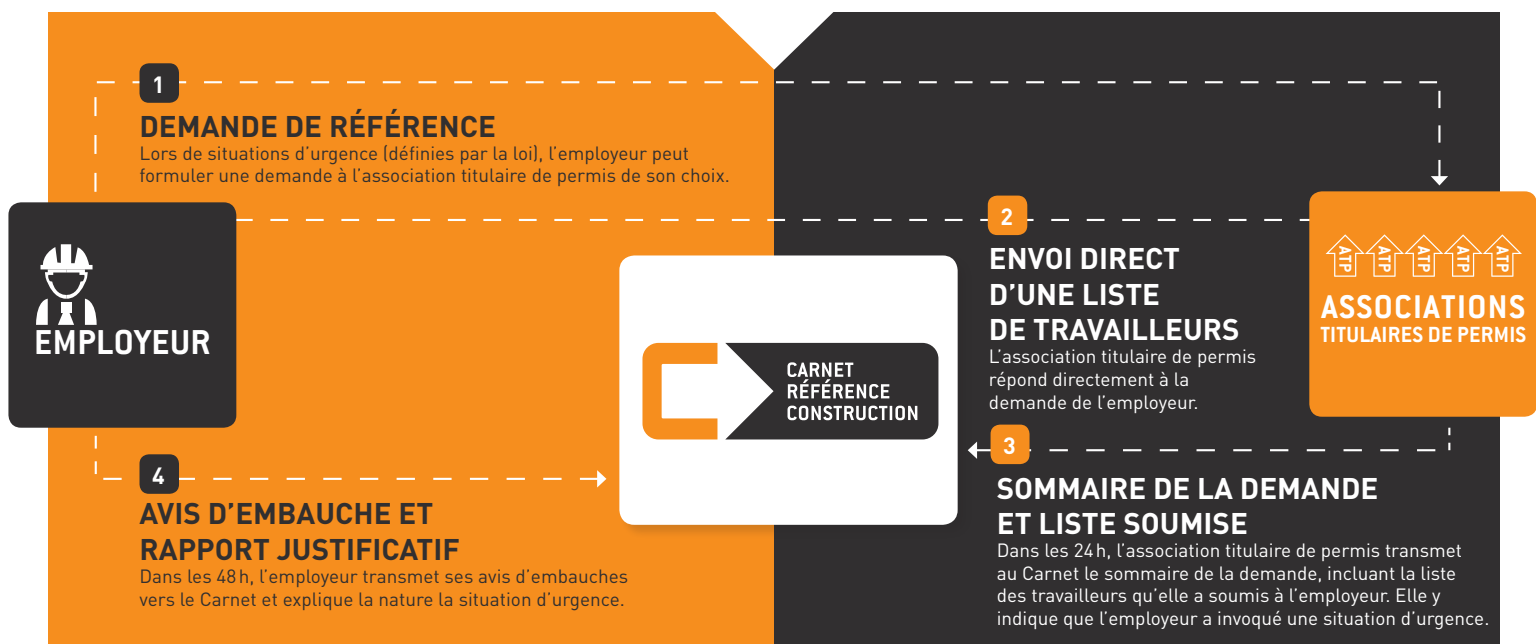 1
DEMANDE DE RÉFÉRENCE
Lors de situations d’urgence (définies par la loi), l’employeur peut
formuler une demande à l’association titulaire de permis de son choix.
EMPLOYEUR
2
ENVOI DIRECT
D’UNE LISTE
DE TRAVAILLEURS
L’association titulaire de permis
répond directement à la
demande de l’employeur.
ATP ATP ATP ATP ATP
ASSOCIATIONS
TITULAIRES DE PERMIS
CARNET
RÉFÉRENCE
CONSTRUCTION
3
SOMMAIRE DE LA DEMANDE
ET LISTE SOUMISE
Dans les 24 h, l’association titulaire de permis transmet
au Carnet le sommaire de la demande, incluant la liste
des travailleurs qu’elle a soumis à l’employeur. Elle y
indique que l’employeur a invoqué une situation d’urgence.
4
AVIS D’EMBAUCHE ET
RAPPORT JUSTIFICATIF
Dans les 48 h, l’employeur transmet ses avis d’embauches
vers le Carnet et explique la nature la situation d’urgence.